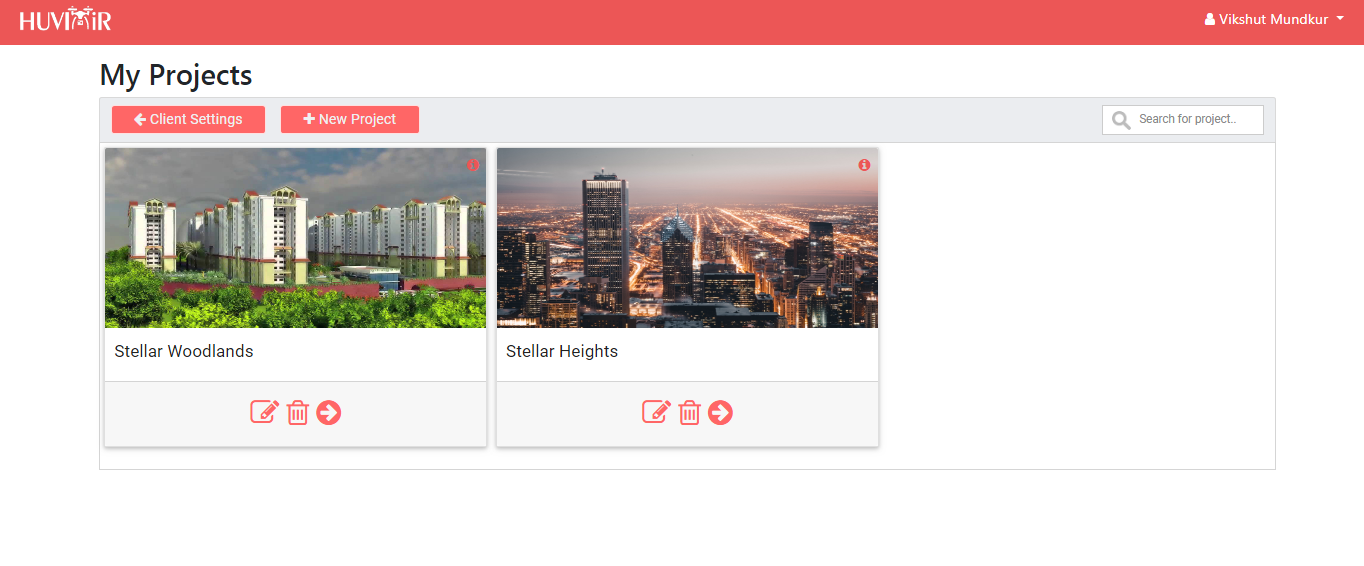 HUVIAiR
Vikshut Mundkur
My Projects
Client Settings
New Project
Search for project..
Stellar Woodlands
Stellar Heights